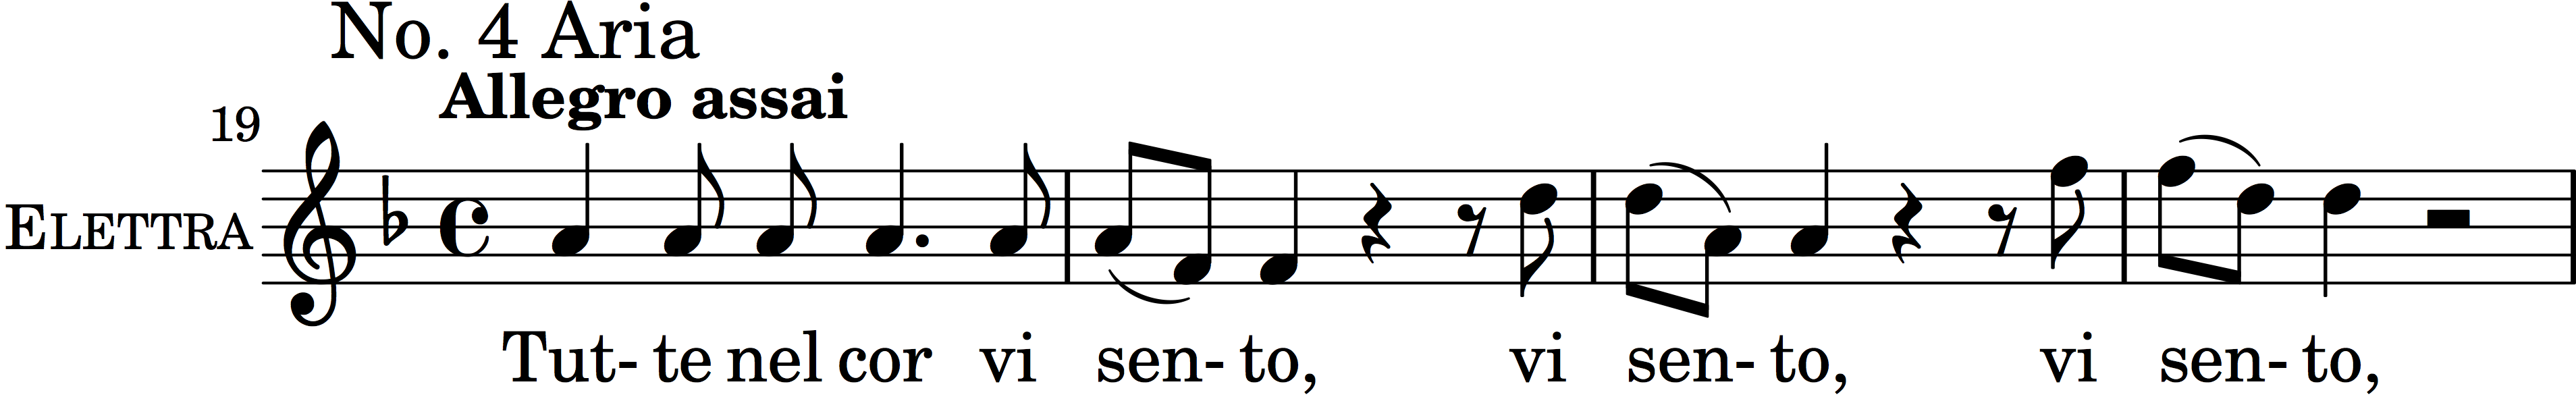 No. 4 Aria
Allegro assai
19
ELETTRA
Tut- te nel cor vi sen- to, vi sen- to, vi sen- to,